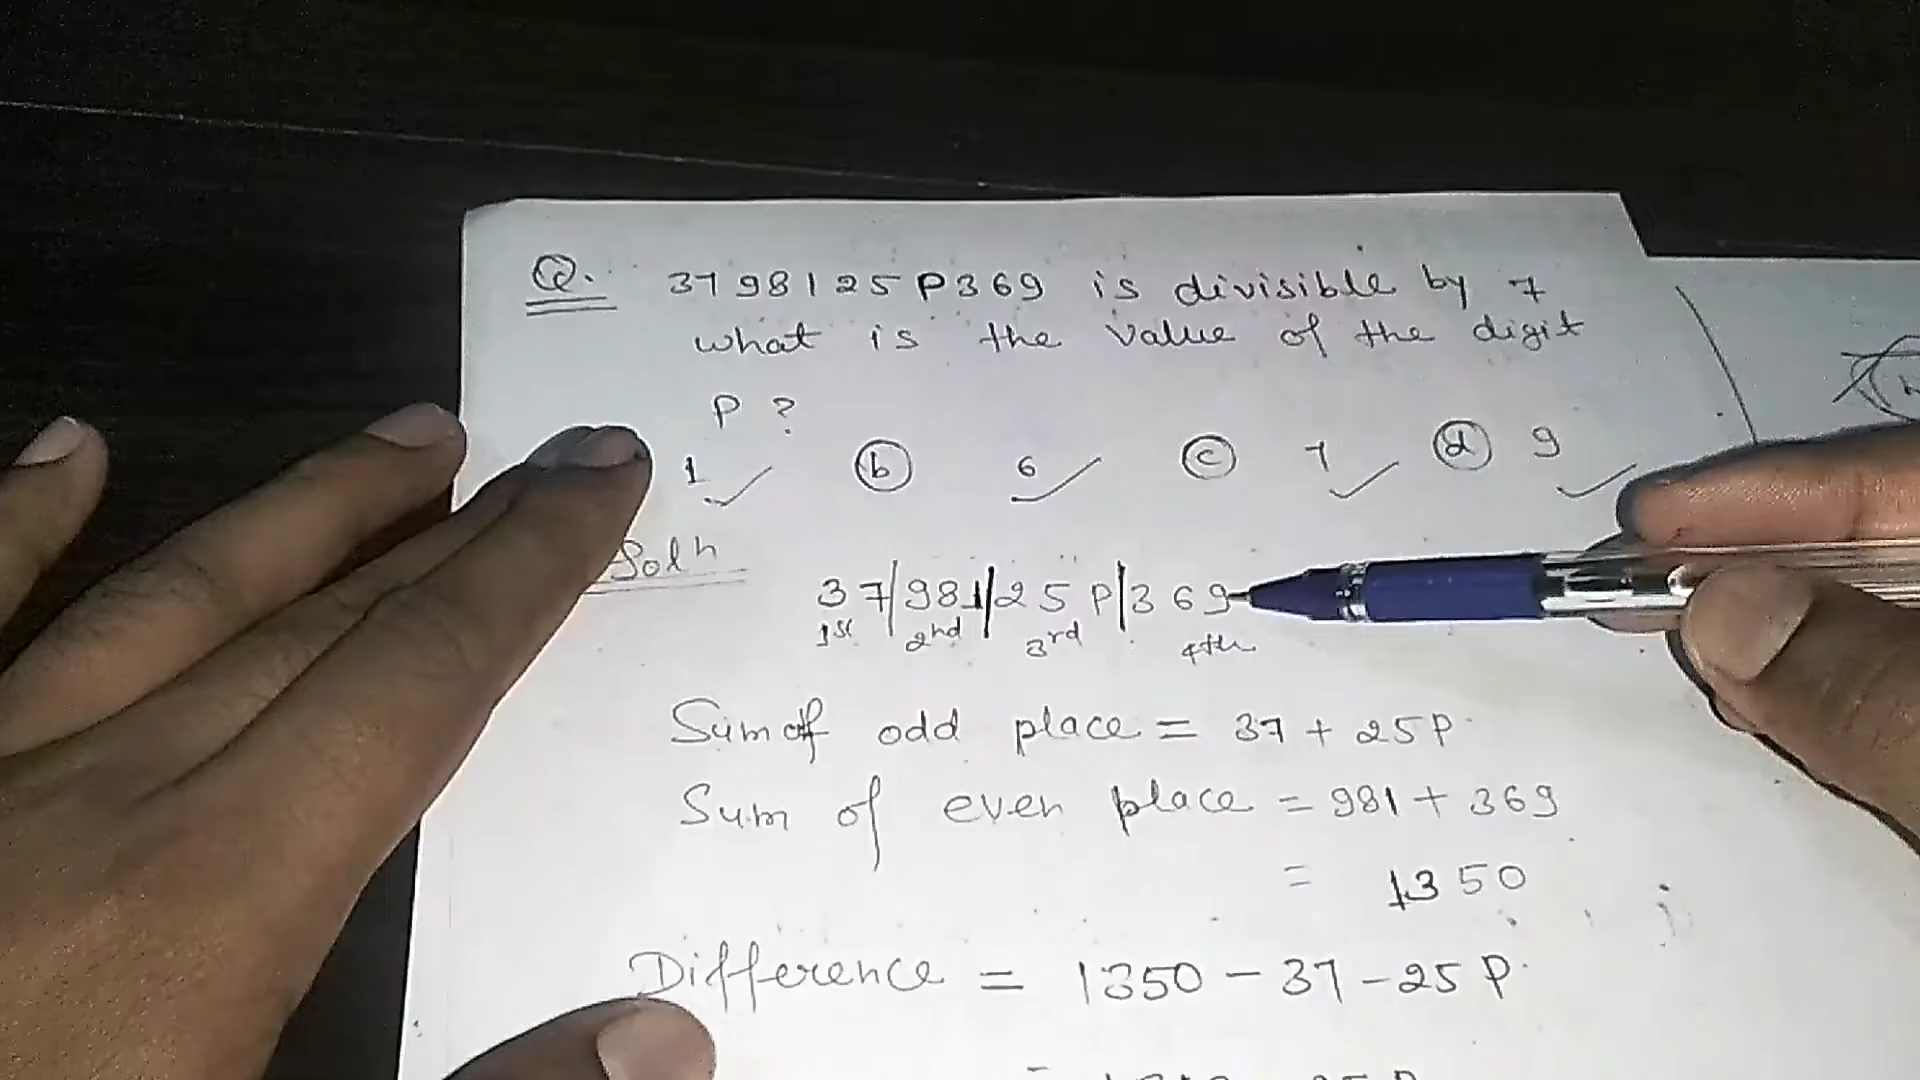 Q. 3798125P369 is divisible by 7
what is the value of the digit
P ?
1 (b) 6 (c) 7 (d) 9
Solⁿ
37/981/25P/369
1st 2nd 3rd 4th
Sum of odd place = 37 + 25P
Sum of even place = 981 + 369
= 1350
Difference = 1350 - 37 - 25P